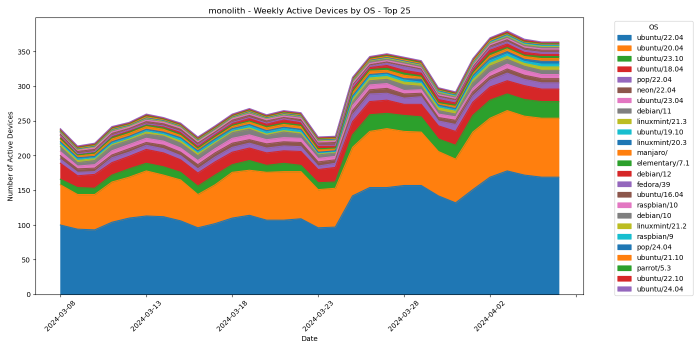 monolith - Weekly Active Devices by OS - Top 25
Number of Active Devices
350
300
250
200
150
100
50
0
2024-03-08
2024-03-13
2024-03-18
2024-03-23
2024-03-28
2024-04-02
Date
OS
ubuntu/22.04
ubuntu/20.04
ubuntu/23.10
ubuntu/18.04
pop/22.04
neon/22.04
ubuntu/23.04
debian/11
linuxmint/21.3
ubuntu/19.10
linuxmint/20.3
manjaro/
elementary/7.1
debian/12
fedora/39
ubuntu/16.04
raspbian/10
debian/10
linuxmint/21.2
raspbian/9
pop/24.04
ubuntu/21.10
parrot/5.3
ubuntu/22.10
ubuntu/24.04